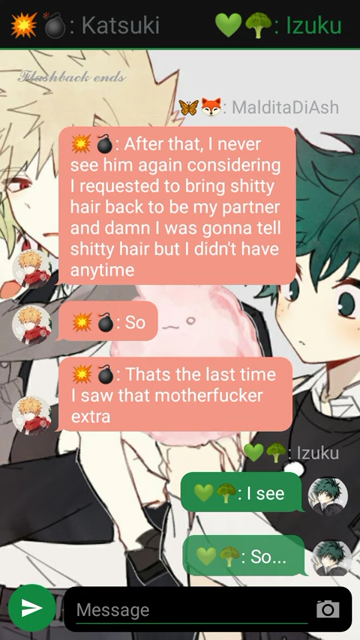 💥💣: Katsuki 💚🥦: Izuku
Flashback ends
🦋🦊: MalditaDiAsh
💥💣: After that, I never
see him again considering
I requested to bring shitty
hair back to be my partner
and damn I was gonna tell
shitty hair but I didn't have
anytime
💥💣: So
💥💣: Thats the last time
I saw that motherfucker
extra
💚🥦: Izuku
💚🥦: I see
💚🥦: So...
Message